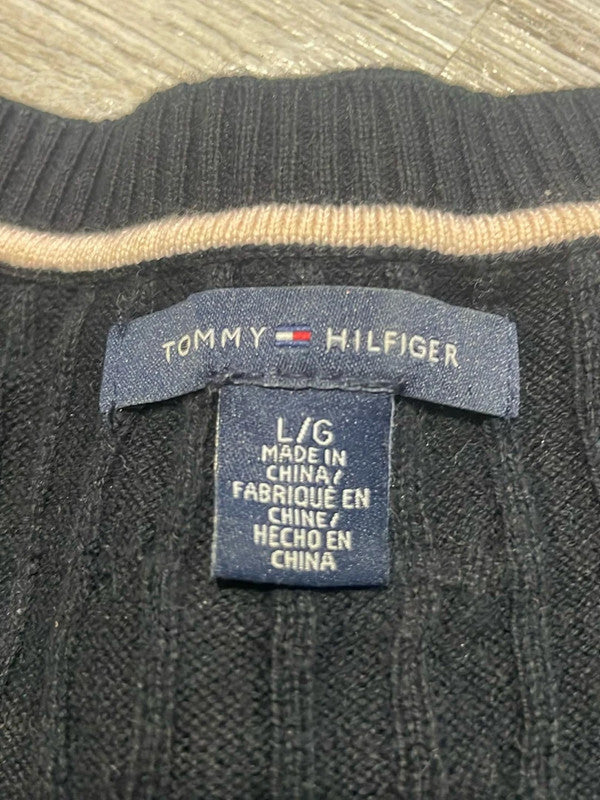 TOMMY HILFIGER
L/G
MADE IN
CHINA/
FABRIQUÉ EN
CHINE/
HECHO EN
CHINA